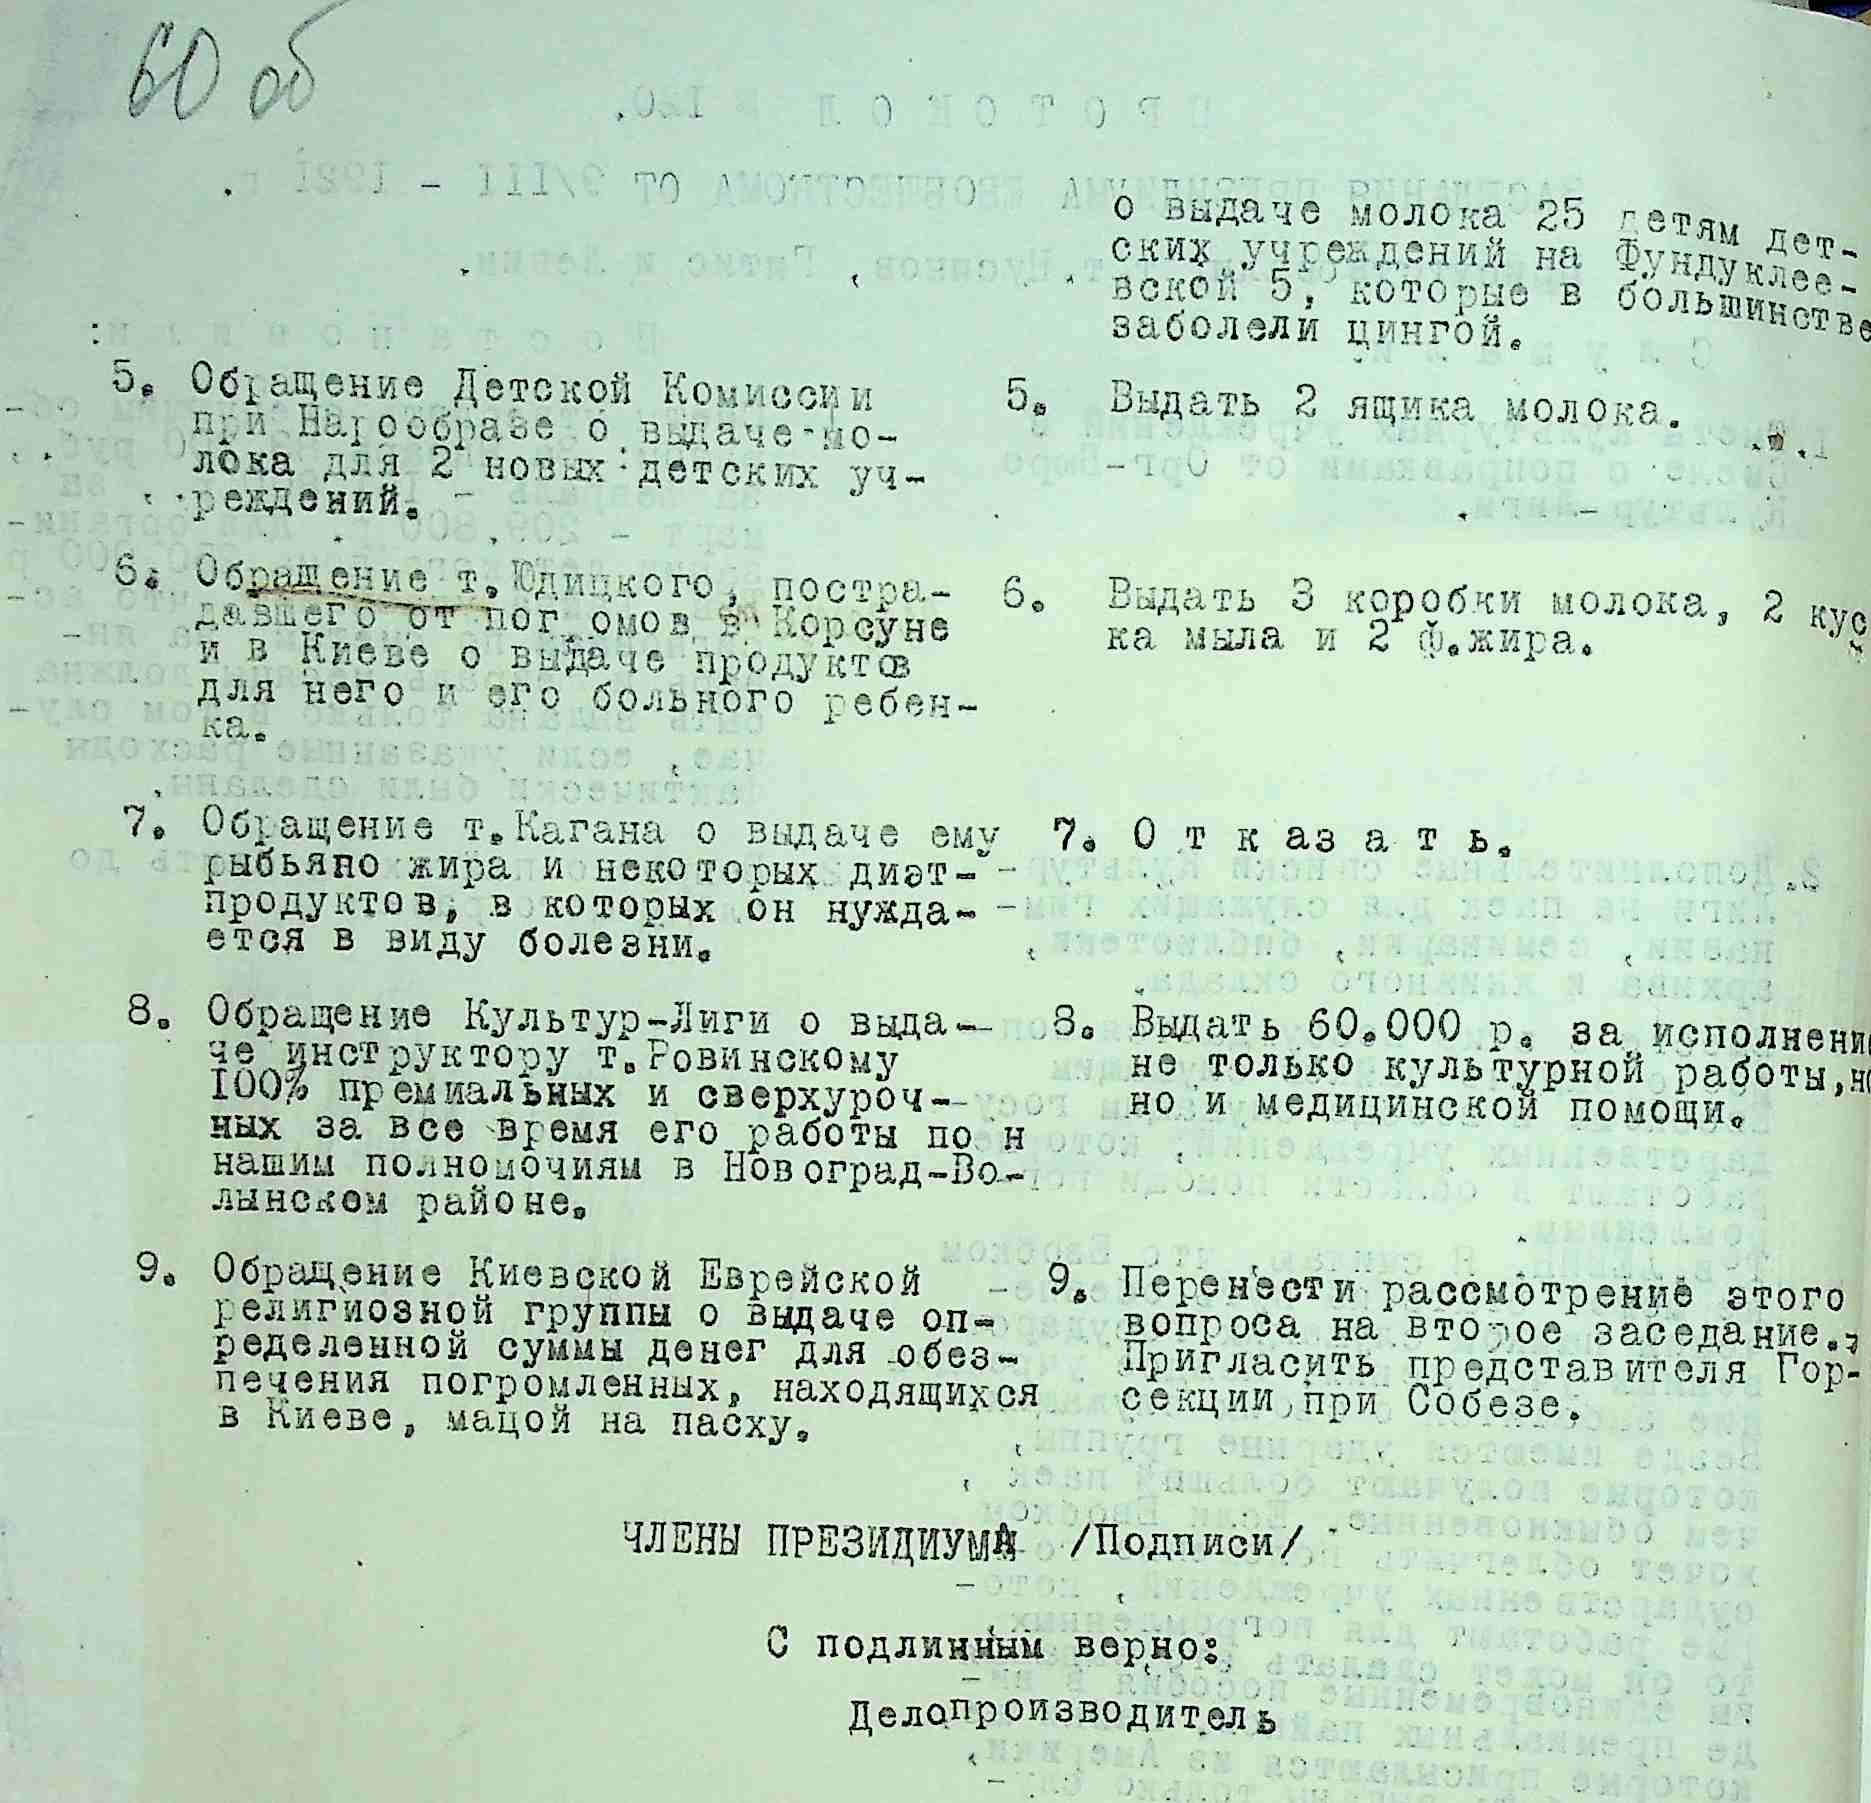 60 об
о выдаче молока 25 детям дет-
ских учреждений на Фундуклее-
вской 5, которые в большинстве
заболели цингой.
5. Обращение Детской Комиссии
при Наробразе о выдаче мо-
лока для 2 новых детских уч-
реждений.
5. Выдать 2 ящика молока.
6. Обращение т.Юдицкого, постра-
давшего от пог омов в Корсуне
и в Киеве о выдаче продуктов
для него и его больного ребен-
ка.
6. Выдать 3 коробки молока, 2 кус
ка мыла и 2 ф.жира.
7. Обращение т.Кагана о выдаче ему
рыбьяго жира и некоторых диэт-
продуктов, в которых он нужда-
ется в виду болезни.
7. О т к аз а т ь.
8. Обращение Культур-Лиги о выда-
че инструктору т.Ровинскому
100% премиальных и сверхуроч-
ных за все время его работы по н
нашим полномочиям в Новоград-Во-
лынском районе.
8. Выдать 60.000 р. за исполнени
не только культурной работы, но
но и медицинской помощи.
9. Обращение Киевской Еврейской
религиозной группы о выдаче оп-
ределенной суммы денег для обез-
печения погромленных, находящихся
в Киеве, мацой на пасху.
9. Перенести рассмотрение этого
вопроса на второе заседание.,
Пригласить представителя Гор-
секции при Собезе.
ЧЛЕНЫ ПРЕЗИДИУМА /Подписи/
С подлинным верно:
Делопроизводитель